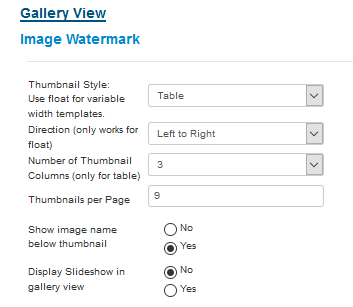 Gallery View
Image Watermark
Thumbnail Style:
Use float for variable
width templates.
Table
Direction (only works for
float)
Left to Right
Number of Thumbnail
Columns (only for table)
3
Thumbnails per Page
9
Show image name
below thumbnail
No
Yes
Display Slideshow in
gallery view
No
Yes